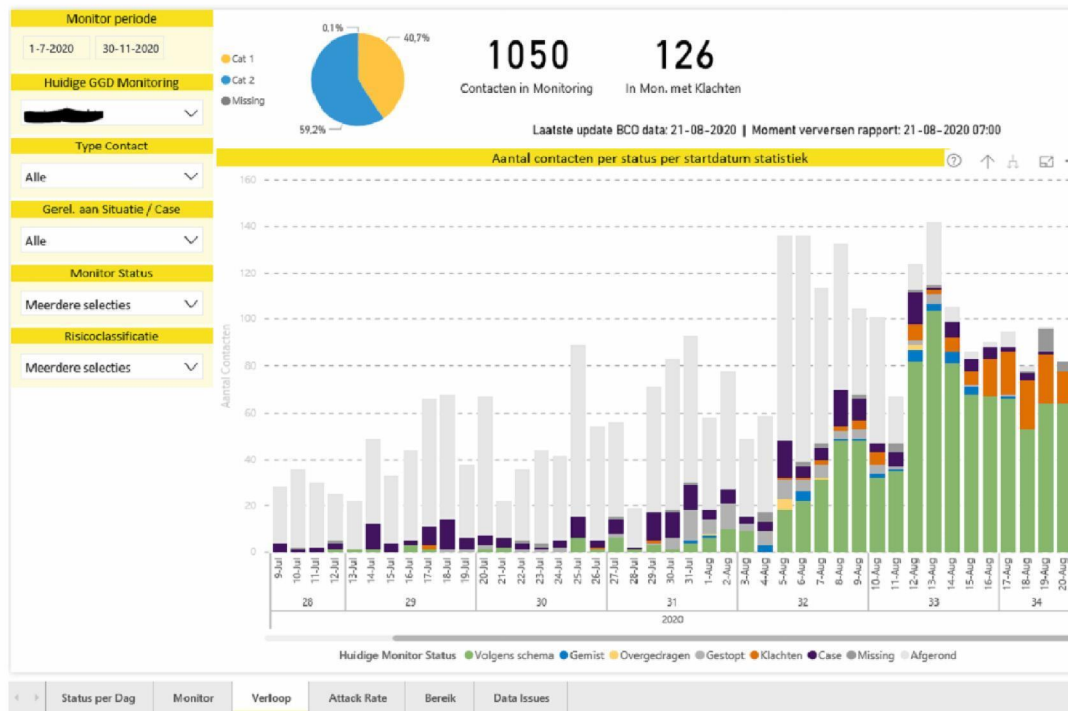 Monitor periode
1-7-2020 30-11-2020
Huidige GGD Monitoring
Type Contact
Alle
Gerel. aan Situatie / Case
Alle
Monitor Status
Meerdere selecties
Risicoclassificatie
Meerdere selecties
Cat 1
Cat 2
Missing
0,1%
40,7%
59,2%
1050
Contacten in Monitoring
126
In Mon. met Klachten
Laatste update BCO data: 21-08-2020 | Moment verversen rapport: 21-08-2020 07:00
Aantal contacten per status per startdatum statistiek
Aantal Contacten
160
140
120
100
80
60
40
20
0
9-Jul 10-Jul 11-Jul 12-Jul 13-Jul 14-Jul 15-Jul 16-Jul 17-Jul 18-Jul 19-Jul 20-Jul 21-Jul 22-Jul 23-Jul 24-Jul 25-Jul 26-Jul 27-Jul 28-Jul 29-Jul 30-Jul 31-Jul 1-Aug 2-Aug 3-Aug 4-Aug 5-Aug 6-Aug 7-Aug 8-Aug 9-Aug 10-Aug 11-Aug 12-Aug 13-Aug 14-Aug 15-Aug 16-Aug 17-Aug 18-Aug 19-Aug 20-Aug
28 29 30 31 32 33 34
2020
Huidige Monitor Status Volgens schema Gemist Overgedragen Gestopt Klachten Case Missing Afgerond
Status per Dag Monitor Verloop Attack Rate Bereik Data Issues